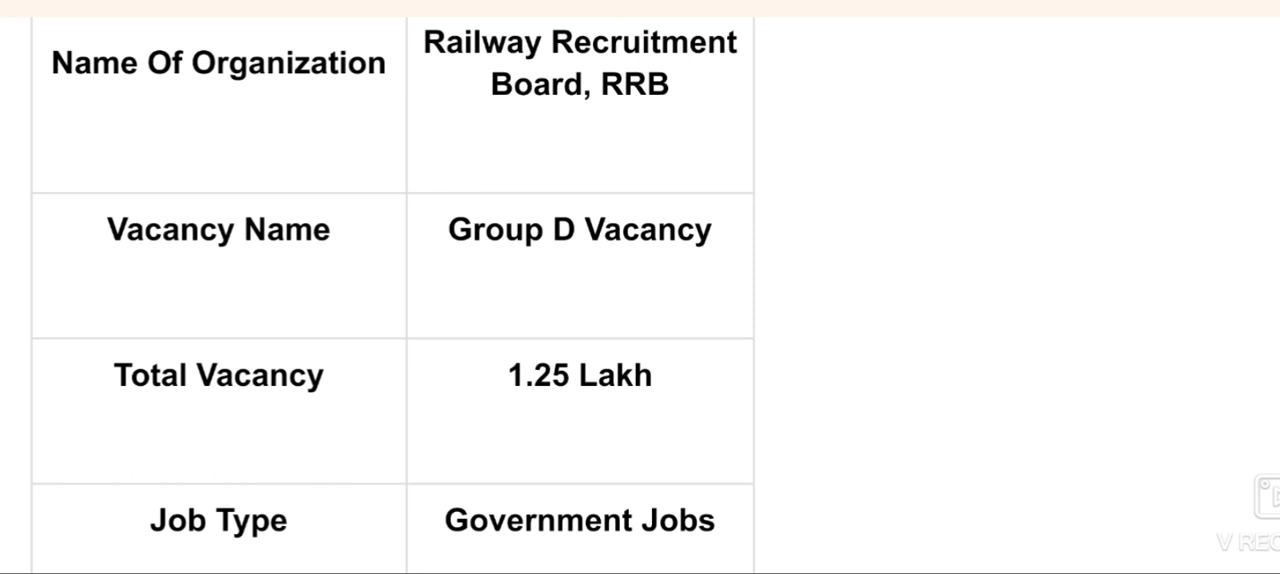 Name Of Organization
Railway Recruitment
Board, RRB
Vacancy Name
Group D Vacancy
Total Vacancy
1.25 Lakh
Job Type
Government Jobs
V REC